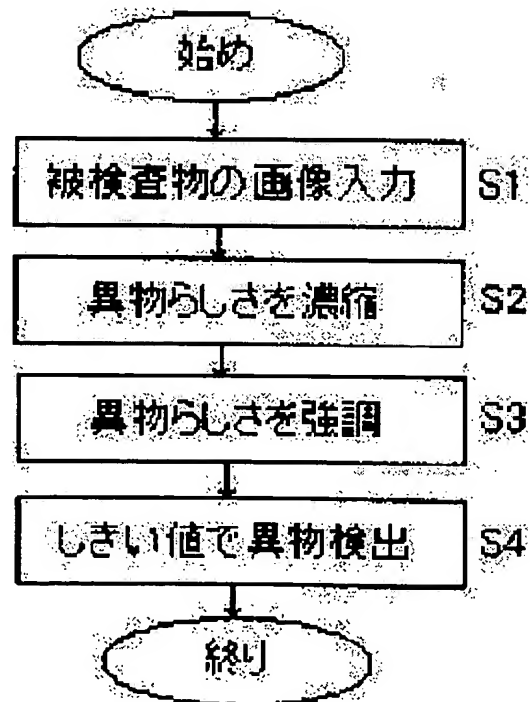 始め
被検査物の画像入力 S1
異物らしさを濃縮 S2
異物らしさを強調 S3
しきい値で異物検出 S4
終り